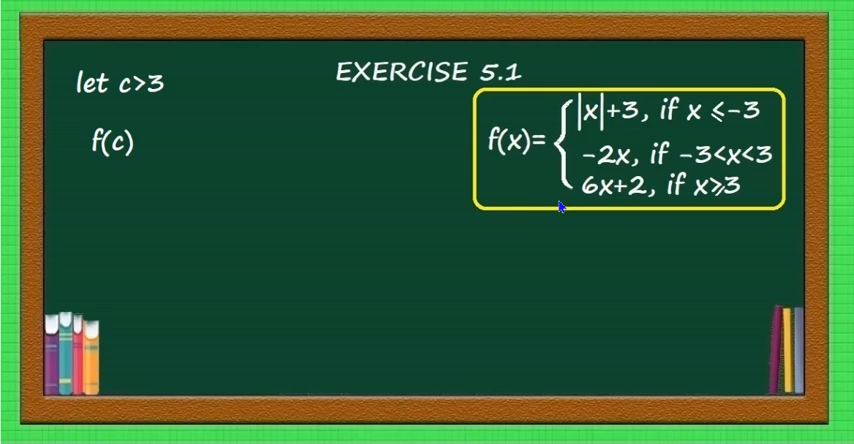 EXERCISE 5.1
let c>3
f(c)
f(x)=
|x|+3, if x ⩽-3
-2x, if -3<x<3
6x+2, if x⩾3